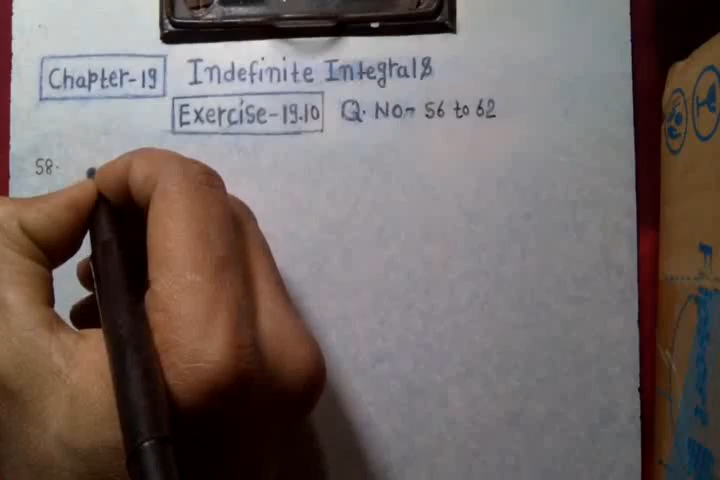 Chapter-19 Indefinite Integrals
Exercise-19.10 Q. No- 56 to 62
58.